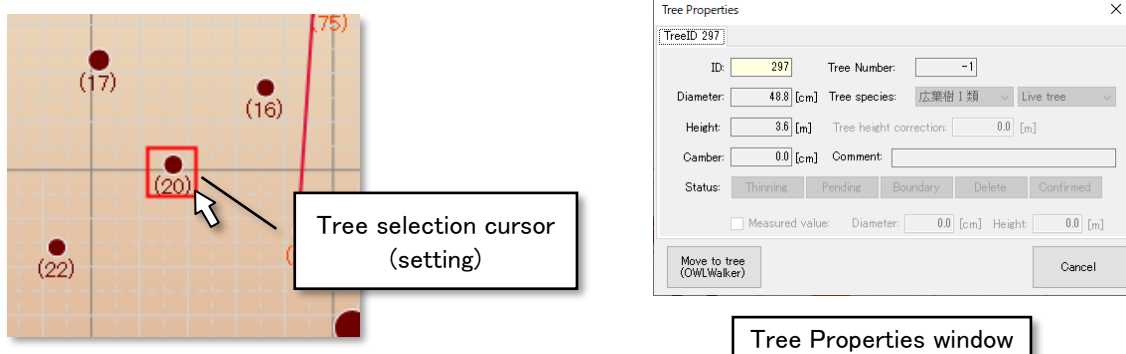 (75)
(17)
(16)
(20)
(22)
Tree selection cursor
(setting)
Tree Properties
TreeID 297
ID: 297 Tree Number: -1
Diameter: 48.8 [cm] Tree species: 広葉樹Ⅰ類 Live tree
Height: 3.6 [m] Tree height correction: 0.0 [m]
Camber: 0.0 [cm] Comment:
Status: Thinning Pending Boundary Delete Confirmed
Measured value: Diameter: 0.0 [cm] Height: 0.0 [m]
Move to tree
(OWLWalker)
Cancel
Tree Properties window